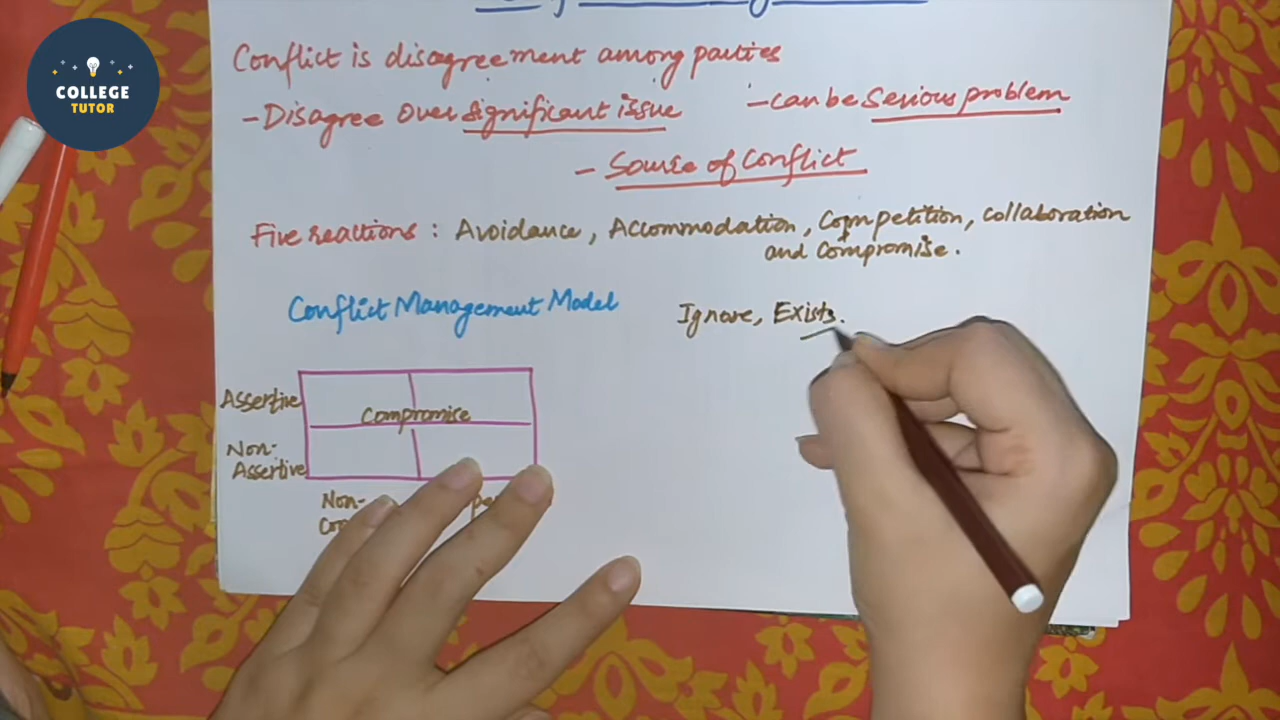 COLLEGE
TUTOR
Conflict is disagreement among parties
- Disagree over significant issue
- can be serious problem
- Source of conflict
Five reactions : Avoidance, Accommodation, Competition, collaboration
and compromise.
Conflict Management Model
Ignore, Exists.
Assertive
Compromise
Non-
Assertive
Non-